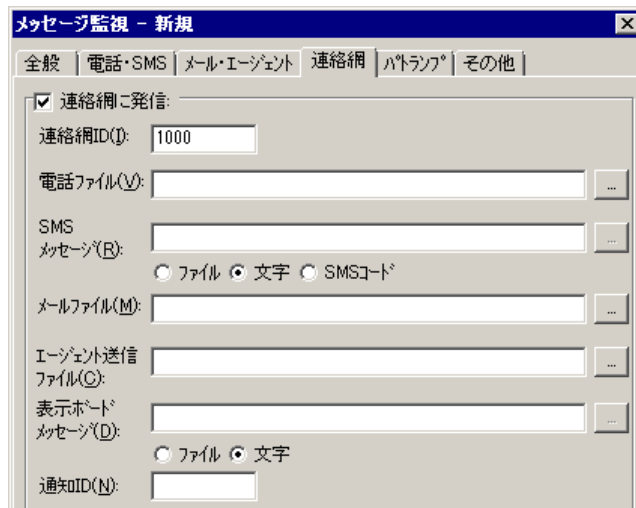 メッセージ監視 - 新規
全般 電話・SMS メール・エージェント 連絡網 パトランプ その他
連絡網に発信:
連絡網ID(I): 1000
電話ファイル(V): ...
SMS
メッセージ(R): ...
ファイル 文字 SMSコード
メールファイル(M): ...
エージェント送信
ファイル(C): ...
表示ボード
メッセージ(D): ...
ファイル 文字
通知ID(N):